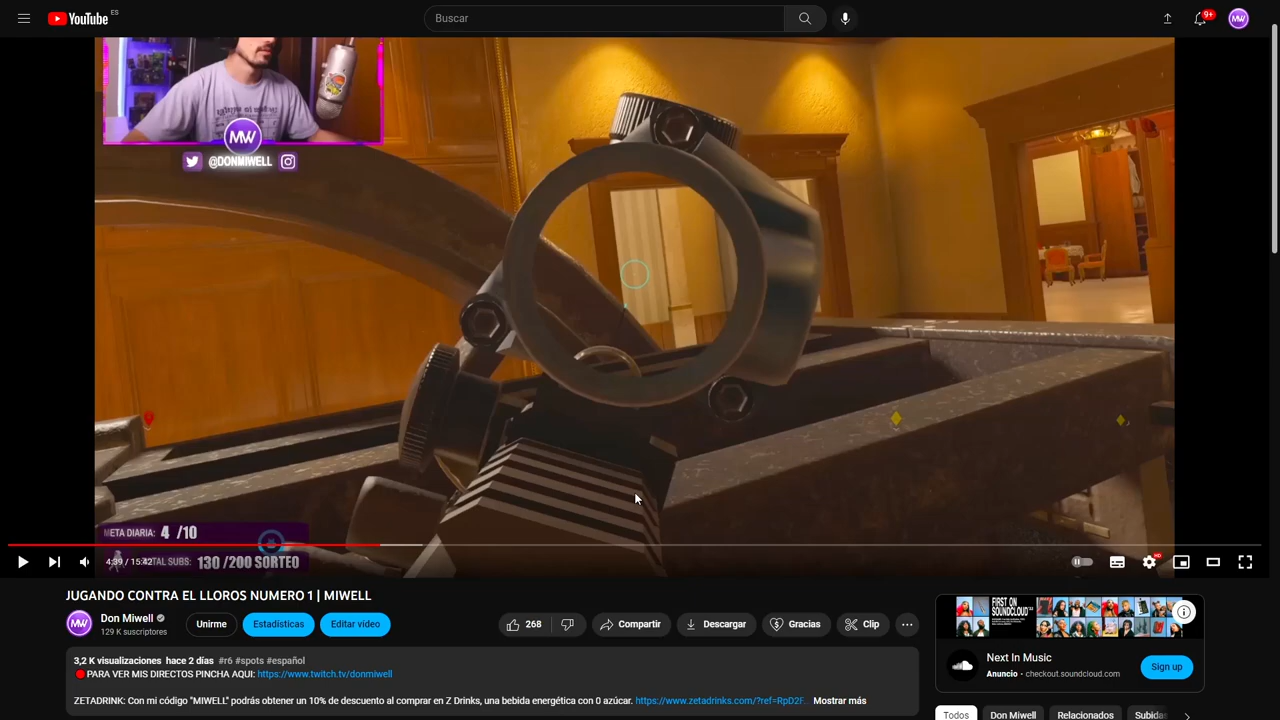 YouTube ES
Buscar
9+
MW
MW
@DONMIWELL
META DIARIA: 4 /10
TOTAL SUBS: 130 /200 SORTEO
4:39 / 15:42
HD
JUGANDO CONTRA EL LLOROS NUMERO 1 | MIWELL
MW
Don Miwell
129 K suscriptores
Unirme
Estadísticas
Editar vídeo
268
Compartir
Descargar
Gracias
Clip
3,2 K visualizaciones hace 2 días #r6 #spots #español
PARA VER MIS DIRECTOS PINCHA AQUI: https://www.twitch.tv/donmiwell
ZETADRINK: Con mi código "MIWELL" podrás obtener un 10% de descuento al comprar en Z Drinks, una bebida energética con 0 azúcar. https://www.zetadrinks.com/?ref=RpD2F... Mostrar más
FIRST ON
SOUNDCLOUD
Next In Music
Anuncio • checkout.soundcloud.com
Sign up
Todos
Don Miwell
Relacionados
Subidas